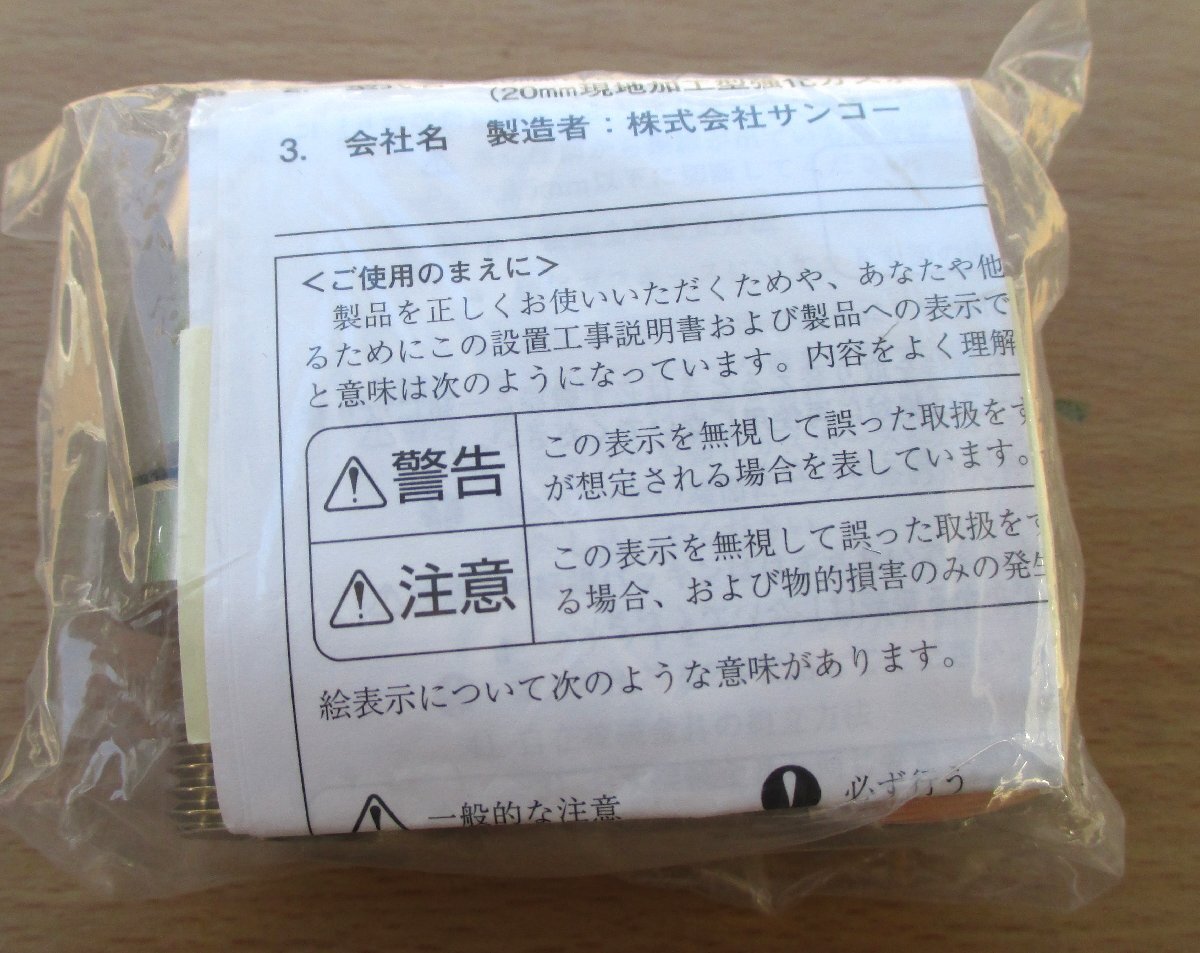 (20mm現地加工型強化ガスホ
3. 会社名 製造者：株式会社サンコー
＜ご使用のまえに＞
製品を正しくお使いいただくためや、あなたや他
るためにこの設置工事説明書および製品への表示で
と意味は次のようになっています。内容をよく理解
警告
この表示を無視して誤った取扱をす
が想定される場合を表しています。
注意
この表示を無視して誤った取扱をす
る場合、および物的損害のみの発生
絵表示について次のような意味があります。
一般的な注意 必ず行う